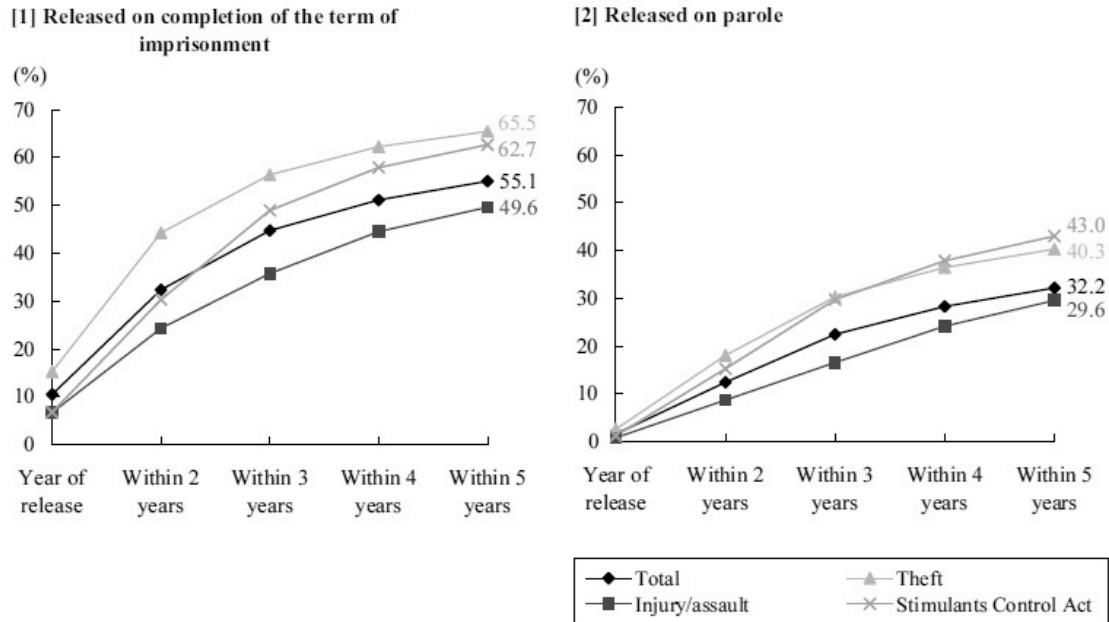 [1] Released on completion of the term of
imprisonment
(%)
70
60
50
40
30
20
10
0
65.5
62.7
55.1
49.6
Year of
release
Within 2
years
Within 3
years
Within 4
years
Within 5
years
[2] Released on parole
(%)
70
60
50
40
30
20
10
0
43.0
40.3
32.2
29.6
Year of
release
Within 2
years
Within 3
years
Within 4
years
Within 5
years
Total
Theft
Injury/assault
Stimulants Control Act